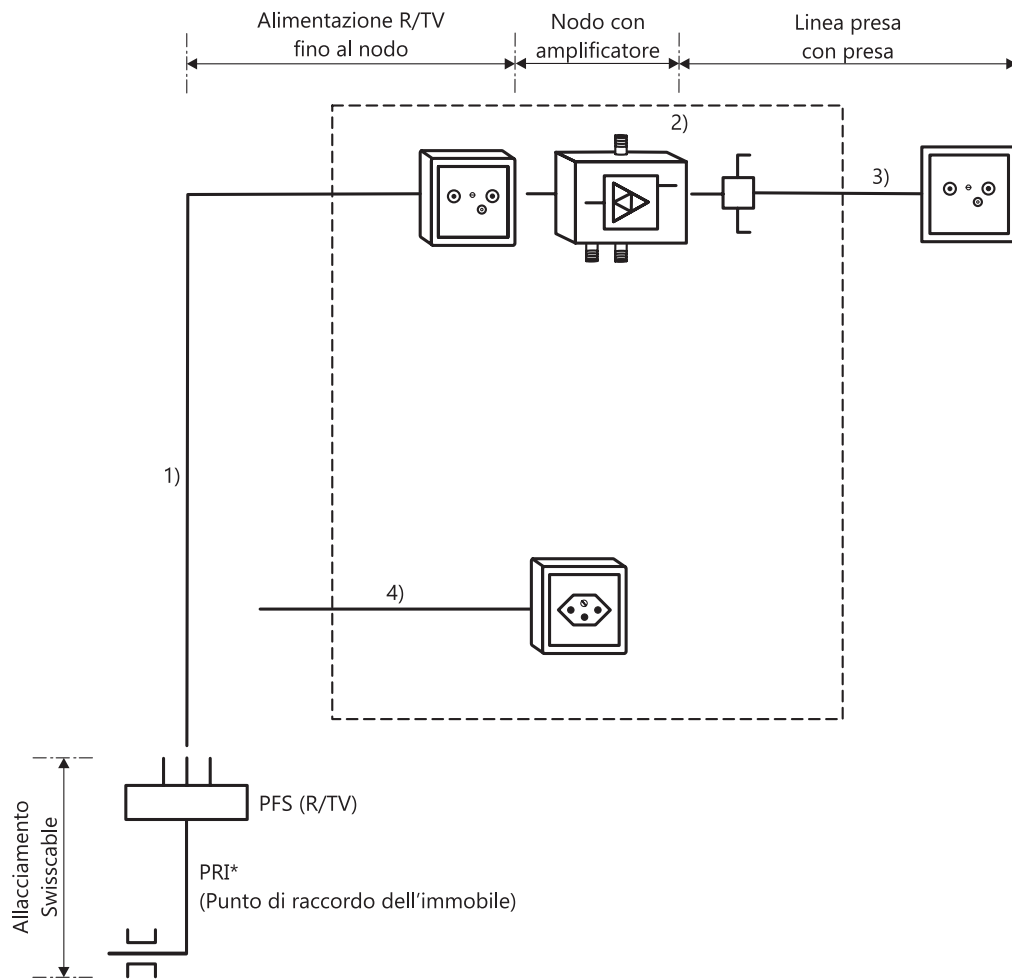 Alimentazione R/TV
fino al nodo
Nodo con
amplificatore
Linea presa
con presa
2)
3)
1)
4)
PFS (R/TV)
PRI*
(Punto di raccordo dell'immobile)
Allacciamento
Swisscable